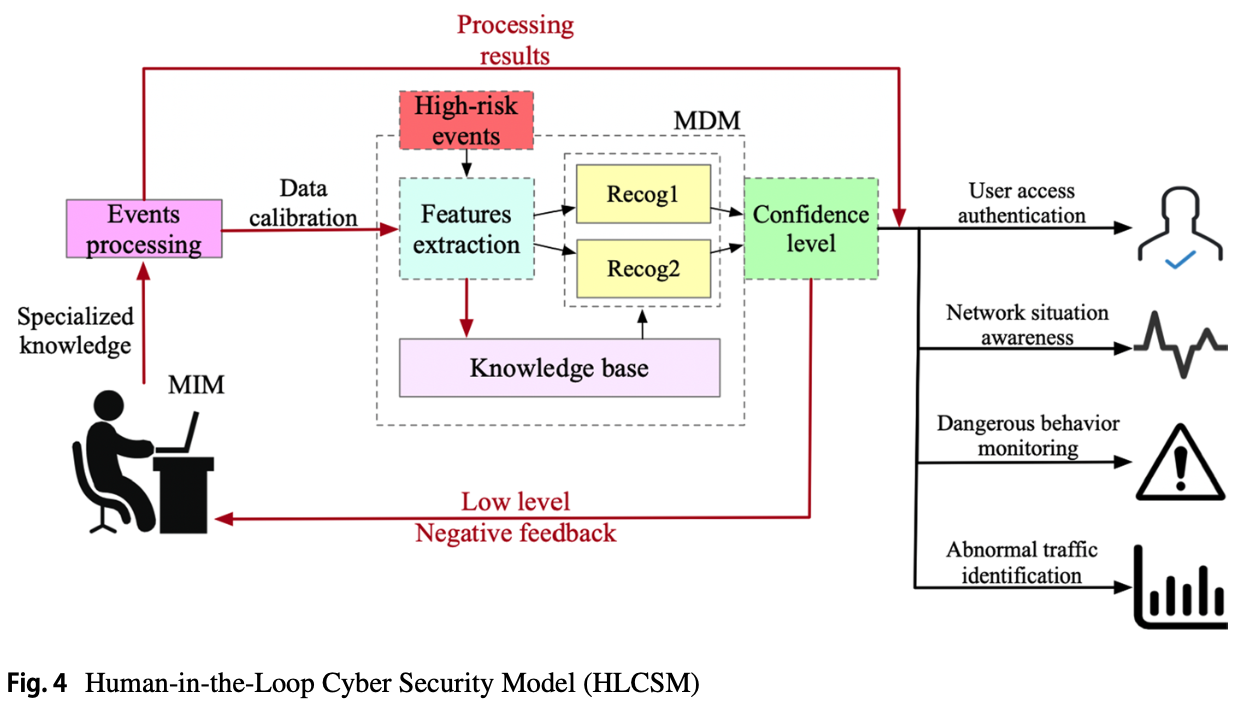 Processing
results
High-risk
events
MDM
Data
calibration
Events
processing
Features
extraction
Recog1
Recog2
Confidence
level
User access
authentication
Specialized
knowledge
Network situation
awareness
Knowledge base
MIM
Dangerous behavior
monitoring
Low level
Negative feedback
Abnormal traffic
identification
Fig. 4 Human-in-the-Loop Cyber Security Model (HLCSM)